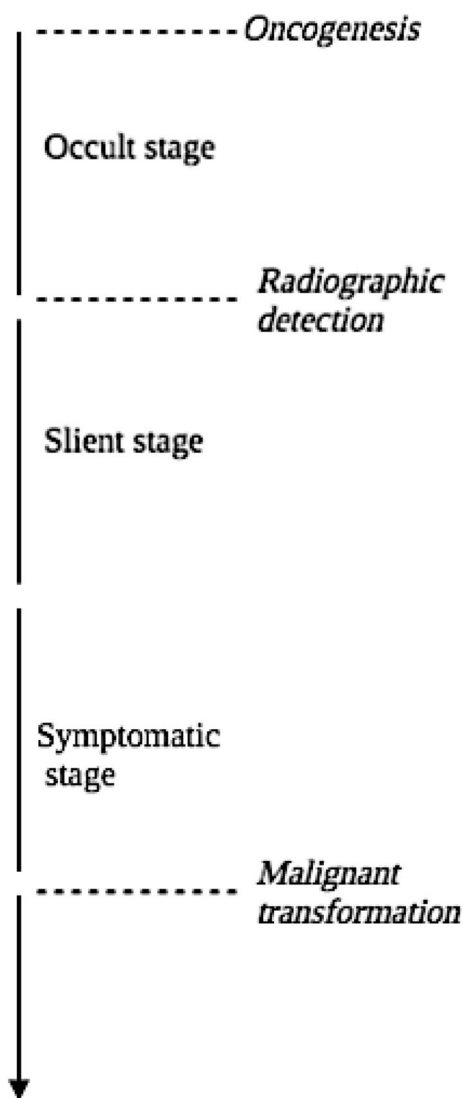 Oncogenesis
Occult stage
Radiographic
detection
Slient stage
Symptomatic
stage
Malignant
transformation